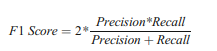 F1 Score = 2* Precision*Recall / Precision + Recall